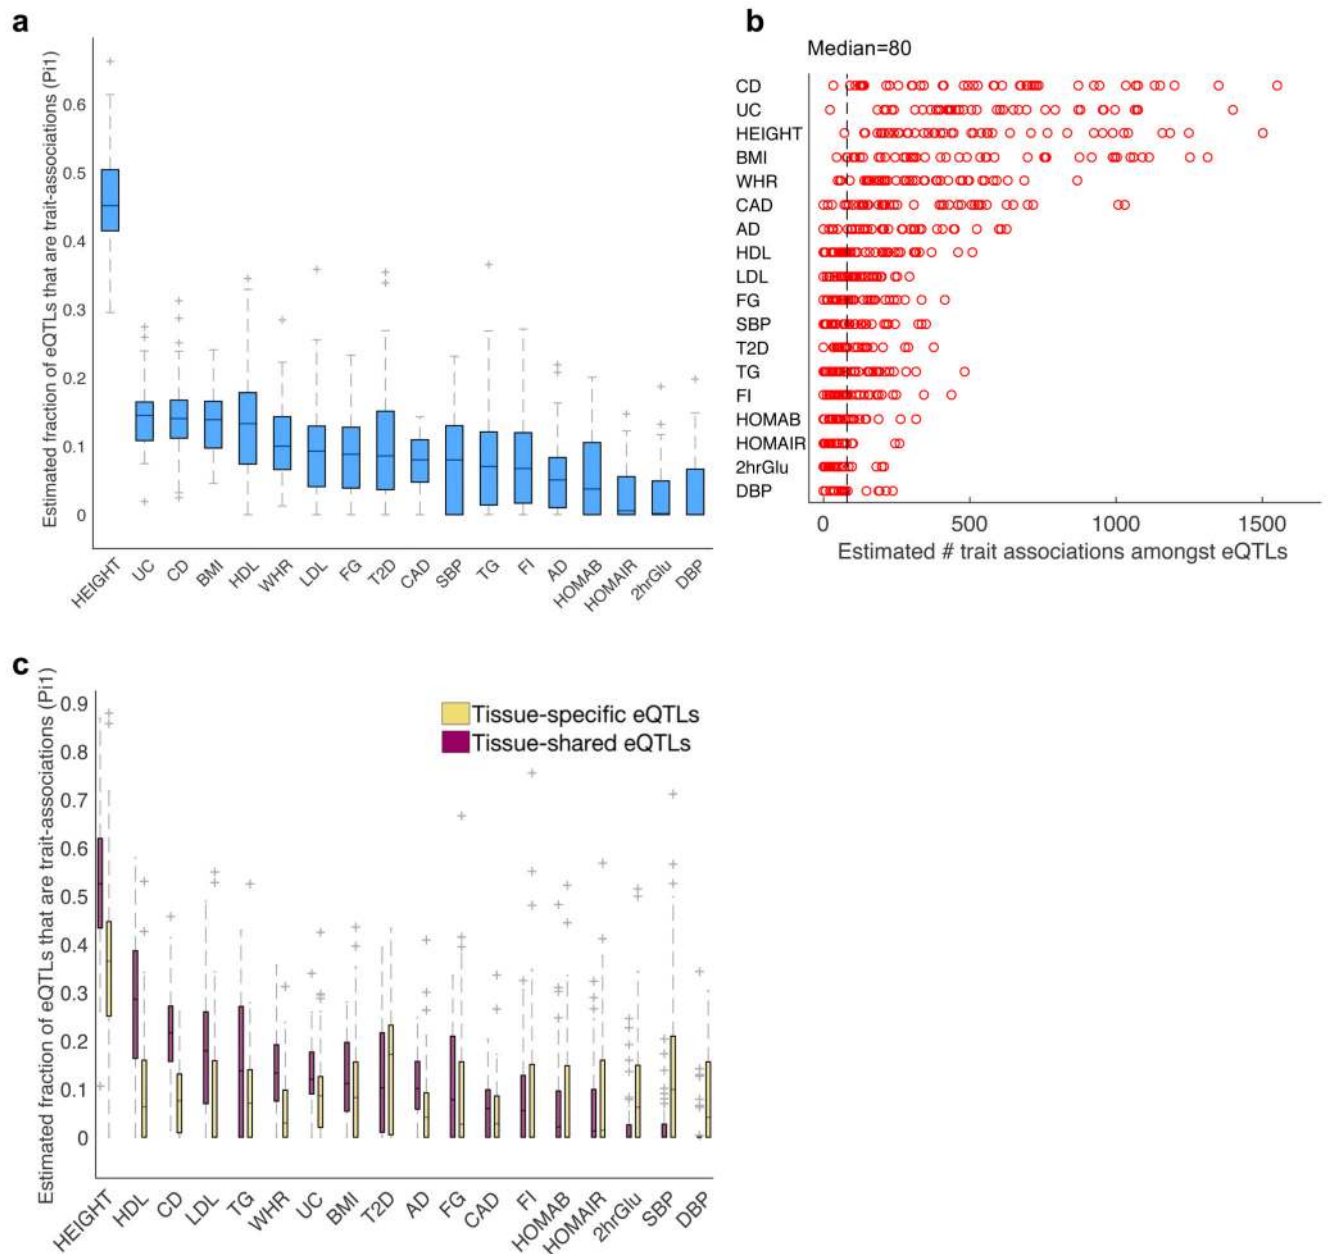 a
Estimated fraction of eQTLs that are trait-associations (Pi1)
0.6
0.5
0.4
0.3
0.2
0.1
0
HEIGHT UC CD BMI HDL WHR LDL FG T2D CAD SBP TG FI AD HOMAB HOMAIR 2hrGlu DBP
b
Median=80
CD
UC
HEIGHT
BMI
WHR
CAD
AD
HDL
LDL
FG
SBP
T2D
TG
FI
HOMAB
HOMAIR
2hrGlu
DBP
0 500 1000 1500
Estimated # trait associations amongst eQTLs
c
Estimated fraction of eQTLs that are trait-associations (Pi1)
0.9
0.8
0.7
0.6
0.5
0.4
0.3
0.2
0.1
0
Tissue-specific eQTLs
Tissue-shared eQTLs
HEIGHT HDL CD LDL TG WHR UC BMI T2D AD FG CAD FI HOMAB HOMAIR 2hrGlu SBP DBP